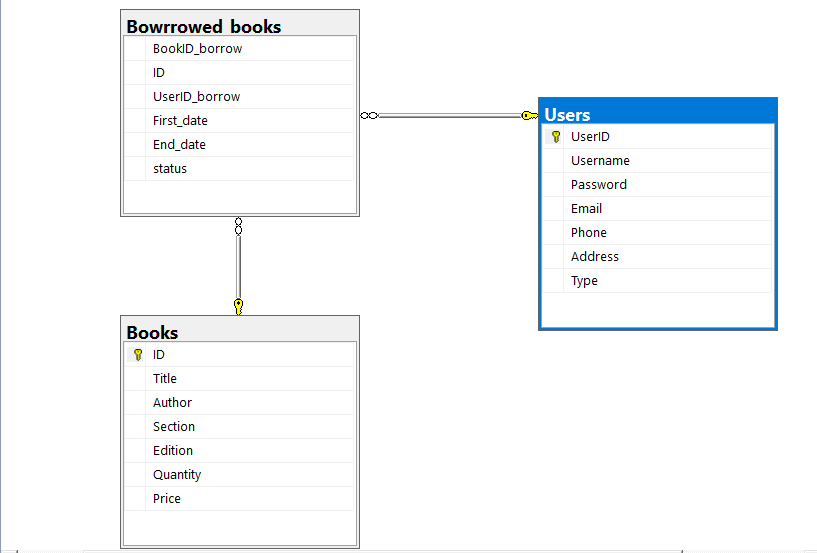 Bowrrowed_books
BookID_borrow
ID
UserID_borrow
First_date
End_date
status
Users
UserID
Username
Password
Email
Phone
Address
Type
Books
ID
Title
Author
Section
Edition
Quantity
Price